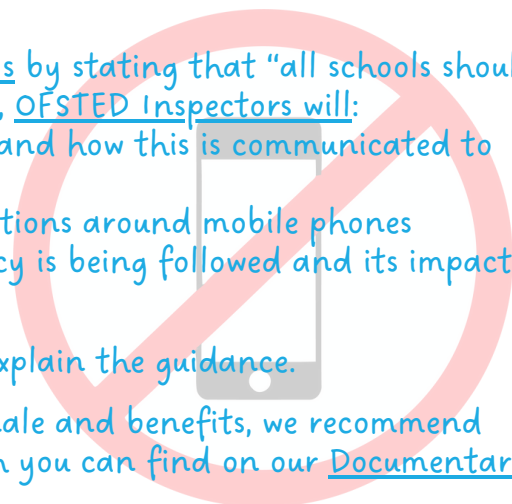 s by stating that “all schools shoul
, OFSTED Inspectors will:
and how this is communicated to
tions around mobile phones
cy is being followed and its impact
xplain the guidance.
ale and benefits, we recommend
h you can find on our Documentar